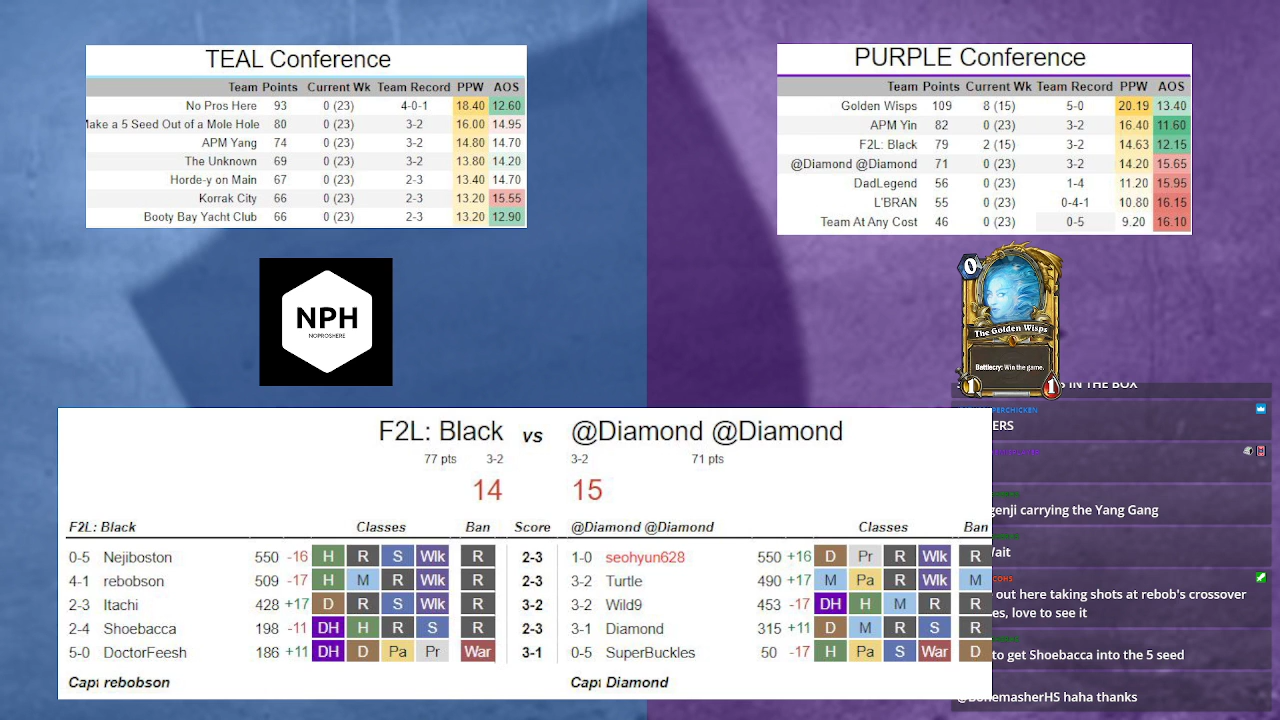 TEAL Conference
Team Points Current Wk Team Record PPW AOS
No Pros Here 93 0 (23) 4-0-1 18.40 12.60
Make a 5 Seed Out of a Mole Hole 80 0 (23) 3-2 16.00 14.95
APM Yang 74 0 (23) 3-2 14.80 14.70
The Unknown 69 0 (23) 3-2 13.80 14.20
Horde-y on Main 67 0 (23) 2-3 13.40 14.70
Korrak City 66 0 (23) 2-3 13.20 15.55
Booty Bay Yacht Club 66 0 (23) 2-3 13.20 12.90
PURPLE Conference
Team Points Current Wk Team Record PPW AOS
Golden Wisps 109 8 (15) 5-0 20.19 13.40
APM Yin 82 0 (23) 3-2 16.40 11.60
F2L: Black 79 2 (15) 3-2 14.63 12.15
@Diamond @Diamond 71 0 (23) 3-2 14.20 15.65
DadLegend 56 0 (23) 1-4 11.20 15.95
L'BRAN 55 0 (23) 0-4-1 10.80 16.15
Team At Any Cost 46 0 (23) 0-5 9.20 16.10
NPH
NOPROSHERE
0
The Golden Wisps
Battlecry: Win the game.
1 1
F2L: Black vs @Diamond @Diamond
77 pts 3-2 3-2 71 pts
14 15
F2L: Black Classes Ban Score @Diamond @Diamond Classes Ban
0-5 Nejiboston 550 -16 H R S Wlk R 2-3 1-0 seohyun628 550 +16 D Pr R Wlk R
4-1 rebobson 509 -17 H M R Wlk R 2-3 3-2 Turtle 490 +17 M Pa R Wlk M
2-3 Itachi 428 +17 D R S Wlk R 3-2 3-2 Wild9 453 -17 DH H M R R
2-4 Shoebacca 198 -11 DH H R S R 2-3 3-1 Diamond 315 +11 D M R S R
5-0 DoctorFeesh 186 +11 DH D Pa Pr War 3-1 0-5 SuperBuckles 50 -17 H Pa S War D
Capt rebobson Capt Diamond
IN THE BOX
PERCHICKEN
ERS
genji carrying the Yang Gang
Wait
out here taking shots at rebob's crossover
es, love to see it
to get Shoebacca into the 5 seed
@BonemasherHS haha thanks